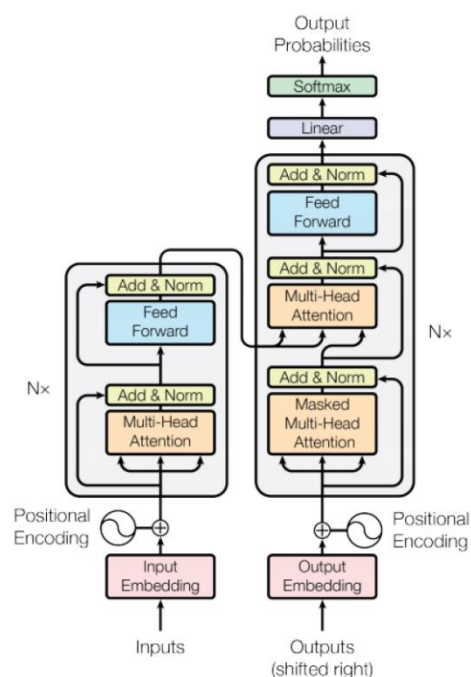 Output
Probabilities
Softmax
Linear
Add & Norm
Feed
Forward
Add & Norm
Multi-Head
Attention
Add & Norm
Masked
Multi-Head
Attention
N×
Add & Norm
Feed
Forward
Add & Norm
Multi-Head
Attention
N×
Positional
Encoding
Positional
Encoding
Input
Embedding
Output
Embedding
Inputs
Outputs
(shifted right)